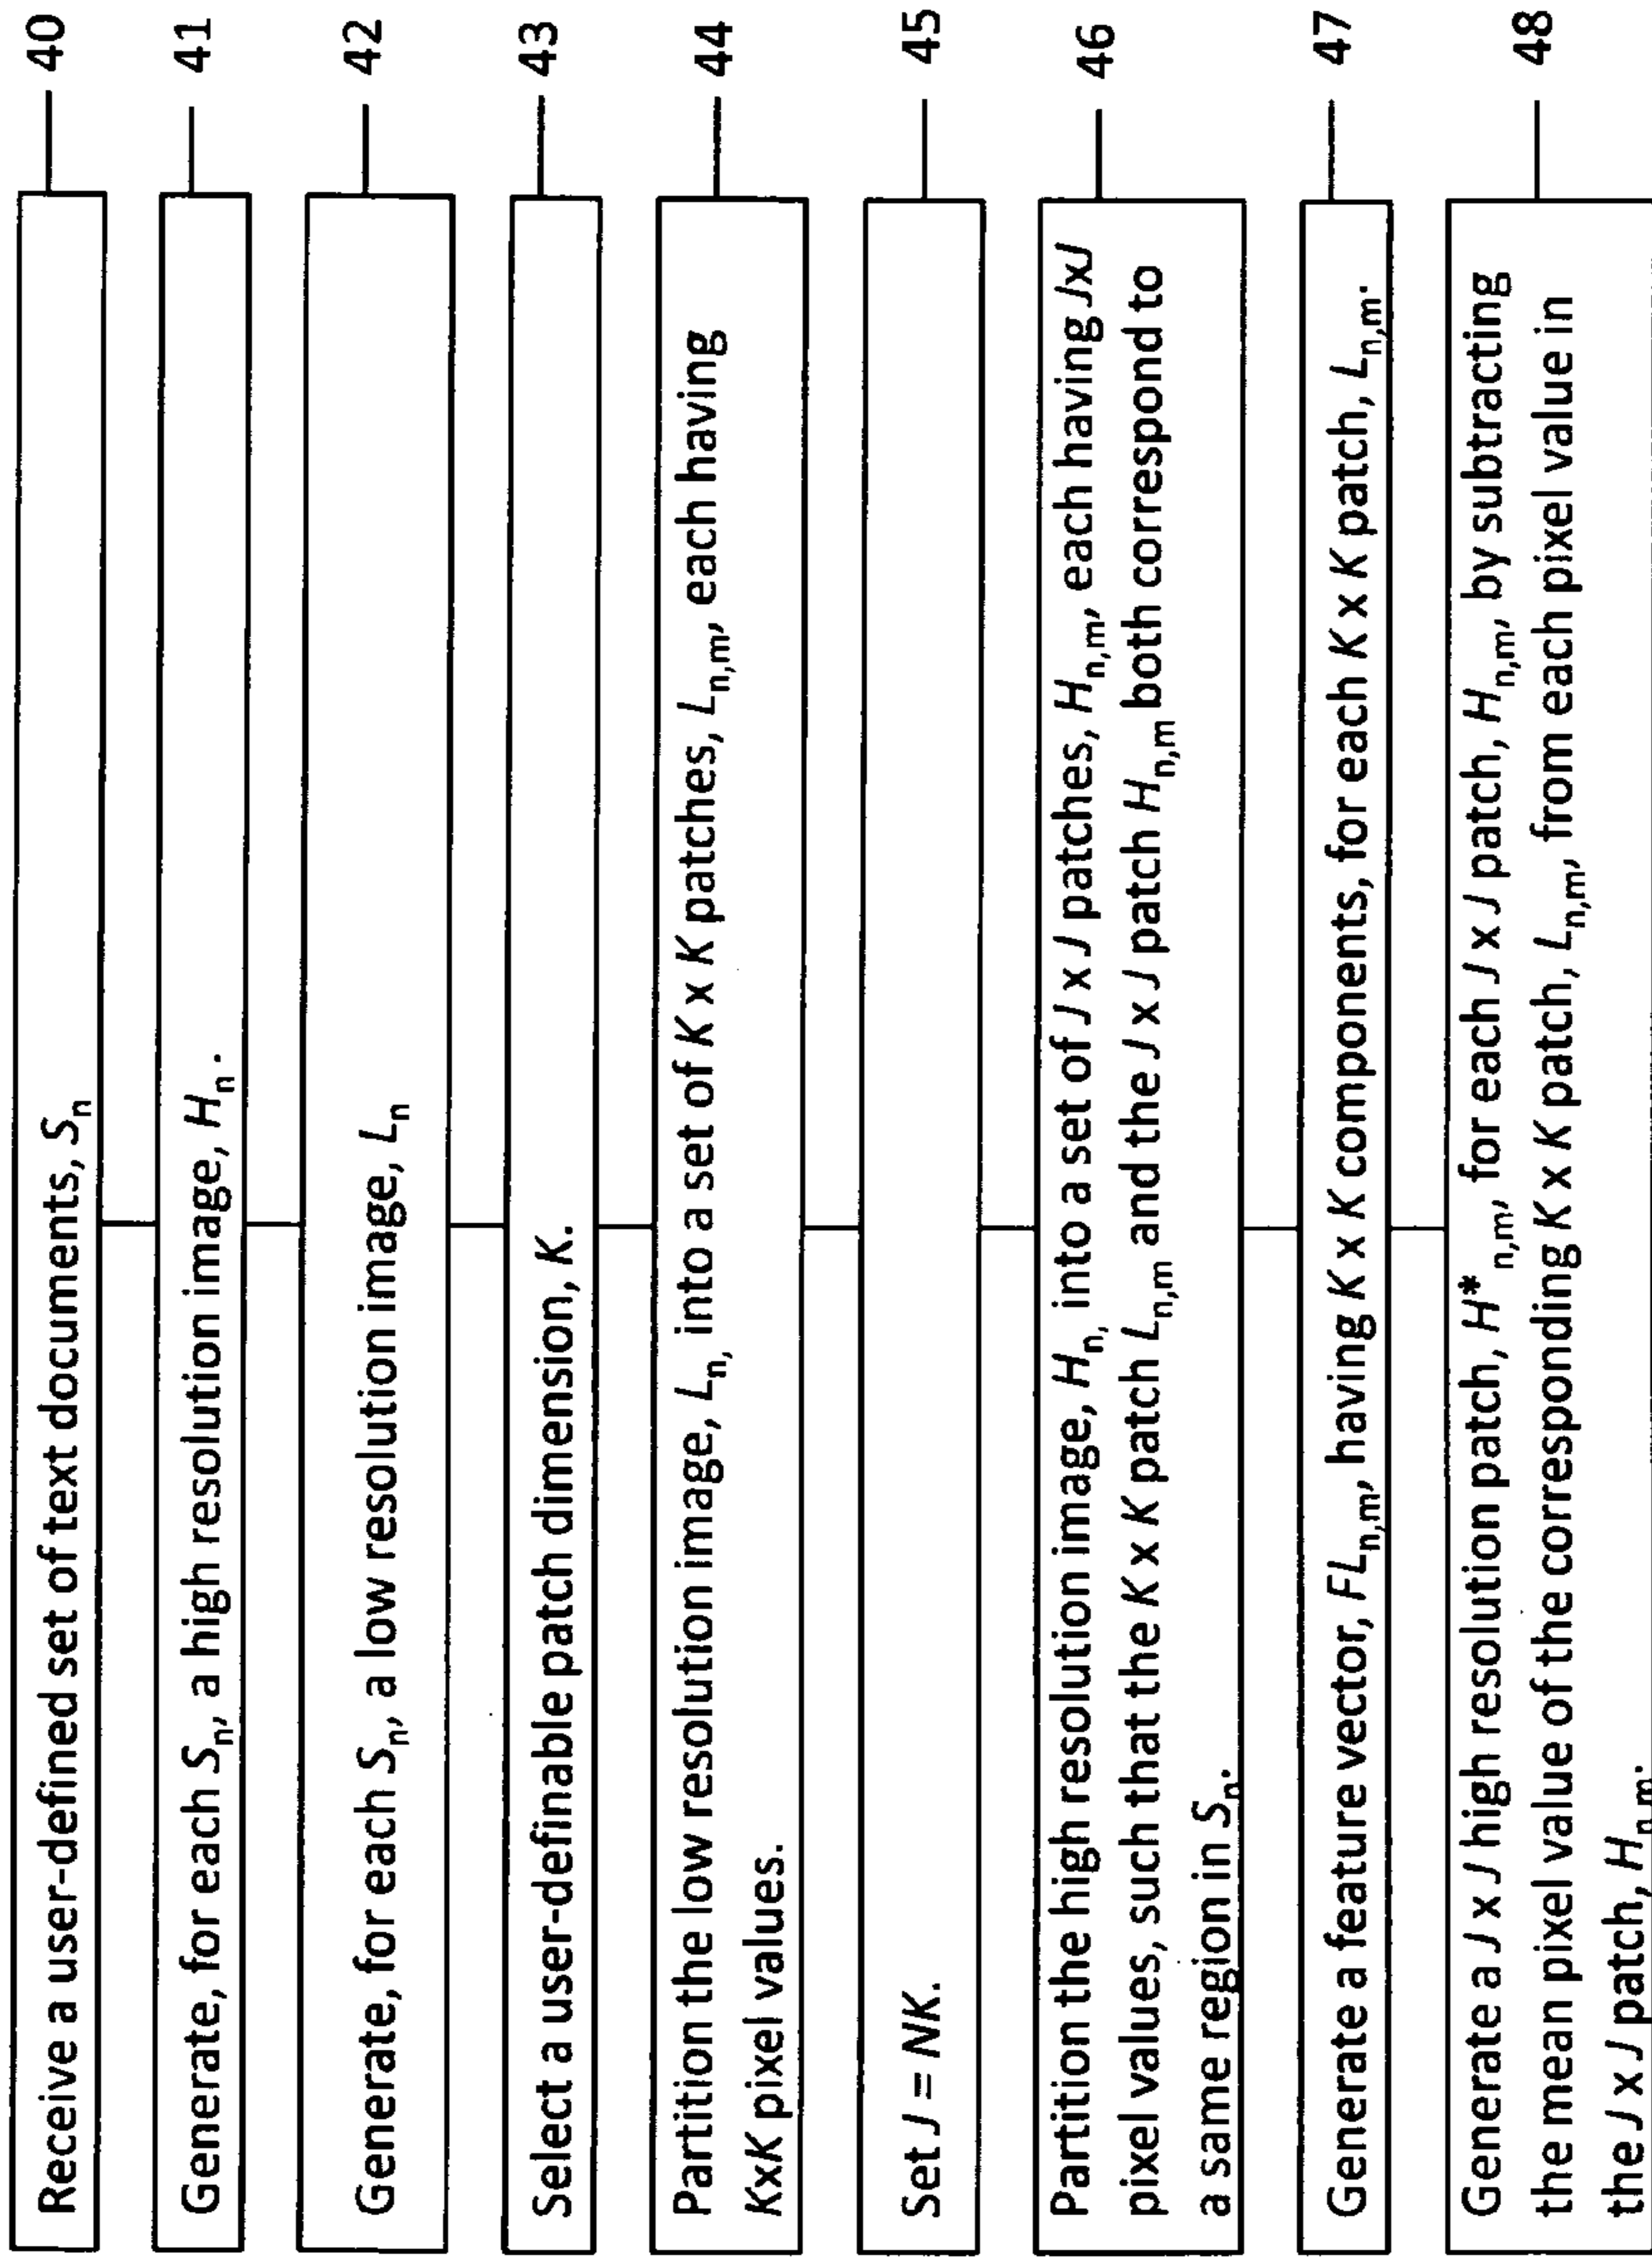 Receive a user-defined set of text documents, Sn
40
Generate, for each Sn, a high resolution image, Hn.
41
Generate, for each Sn, a low resolution image, Ln
42
Select a user-definable patch dimension, K.
43
Partition the low resolution image, Ln, into a set of K x K patches, Ln,m, each having
KxK pixel values.
44
Set J = NK.
45
Partition the high resolution image, Hn, into a set of J x J patches, Hn,m, each having JxJ
pixel values, such that the K x K patch Ln,m and the J x J patch Hn,m both correspond to
a same region in Sn.
46
Generate a feature vector, FLn,m, having K x K components, for each K x K patch, Ln,m.
47
Generate a J x J high resolution patch, H*n,m, for each J x J patch, Hn,m, by subtracting
the mean pixel value of the corresponding K x K patch, Ln,m, from each pixel value in
the J x J patch, Hn,m.
48